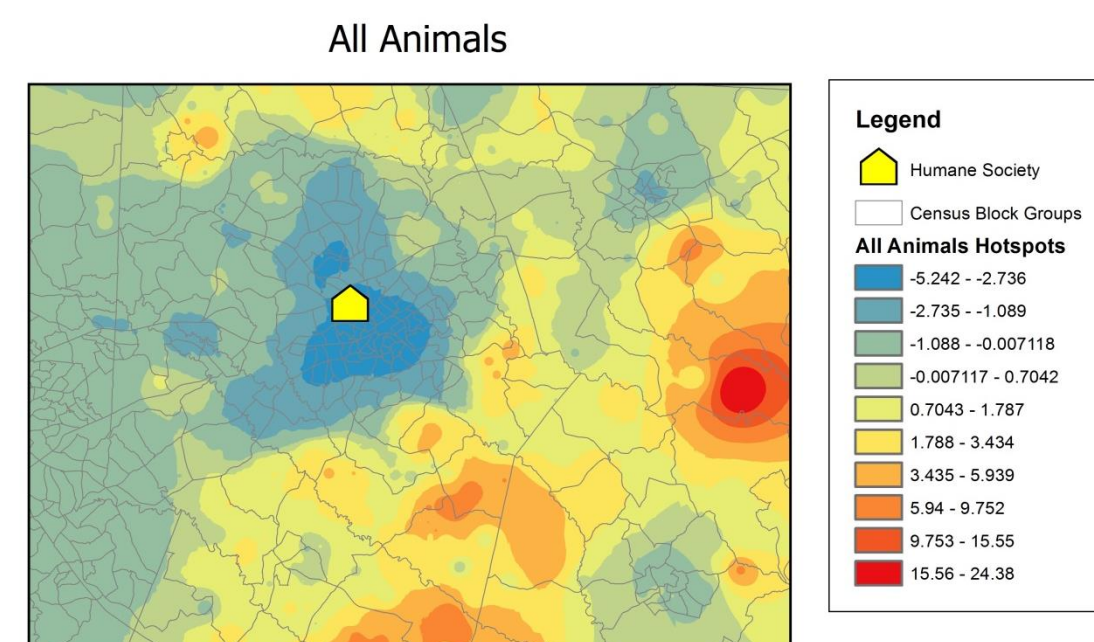 All Animals
Legend
Humane Society
Census Block Groups
All Animals Hotspots
-5.242 - -2.736
-2.735 - -1.089
-1.088 - -0.007118
-0.007117 - 0.7042
0.7043 - 1.787
1.788 - 3.434
3.435 - 5.939
5.94 - 9.752
9.753 - 15.55
15.56 - 24.38